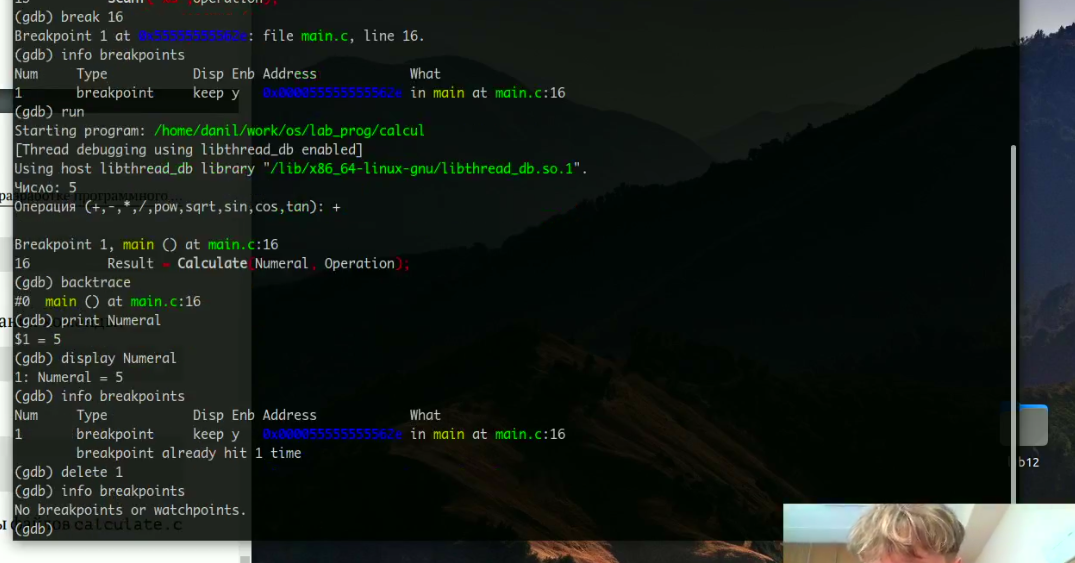 (gdb) break 16
Breakpoint 1 at 0x55555555562e: file main.c, line 16.
(gdb) info breakpoints
Num     Type           Disp Enb Address            What
1       breakpoint     keep y   0x000055555555562e in main at main.c:16
(gdb) run
Starting program: /home/danil/work/os/lab_prog/calcul
[Thread debugging using libthread_db enabled]
Using host libthread_db library "/lib/x86_64-linux-gnu/libthread_db.so.1".
Число: 5
Операция (+,-,*,/,pow,sqrt,sin,cos,tan): +
Breakpoint 1, main () at main.c:16
16          Result = Calculate(Numeral, Operation);
(gdb) backtrace
#0  main () at main.c:16
(gdb) print Numeral
$1 = 5
(gdb) display Numeral
1: Numeral = 5
(gdb) info breakpoints
Num     Type           Disp Enb Address            What
1       breakpoint     keep y   0x000055555555562e in main at main.c:16
        breakpoint already hit 1 time
(gdb) delete 1
(gdb) info breakpoints
No breakpoints or watchpoints.
(gdb)
calculate.c